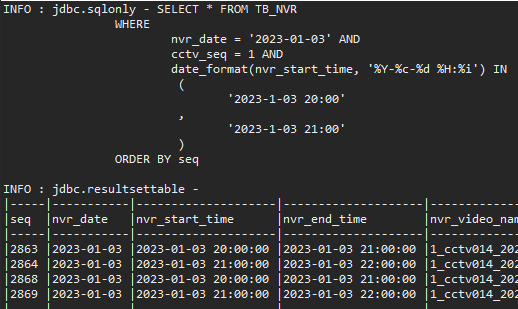 INFO : jdbc.sqlonly - SELECT * FROM TB_NVR
WHERE
nvr_date = '2023-01-03' AND
cctv_seq = 1 AND
date_format(nvr_start_time, '%Y-%c-%d %H:%i') IN
(
'2023-1-03 20:00'
,
'2023-1-03 21:00'
)
ORDER BY seq
INFO : jdbc.resultsettable -
|-----|-----------|--------------------|--------------------|----------
|seq |nvr_date |nvr_start_time |nvr_end_time |nvr_video_nam
|-----|-----------|--------------------|--------------------|----------
|2863 |2023-01-03 |2023-01-03 20:00:00 |2023-01-03 21:00:00 |1_cctv014_202
|2864 |2023-01-03 |2023-01-03 21:00:00 |2023-01-03 22:00:00 |1_cctv014_202
|2868 |2023-01-03 |2023-01-03 20:00:00 |2023-01-03 21:00:00 |1_cctv014_202
|2869 |2023-01-03 |2023-01-03 21:00:00 |2023-01-03 22:00:00 |1_cctv014_202
|-----|-----------|--------------------|--------------------|----------